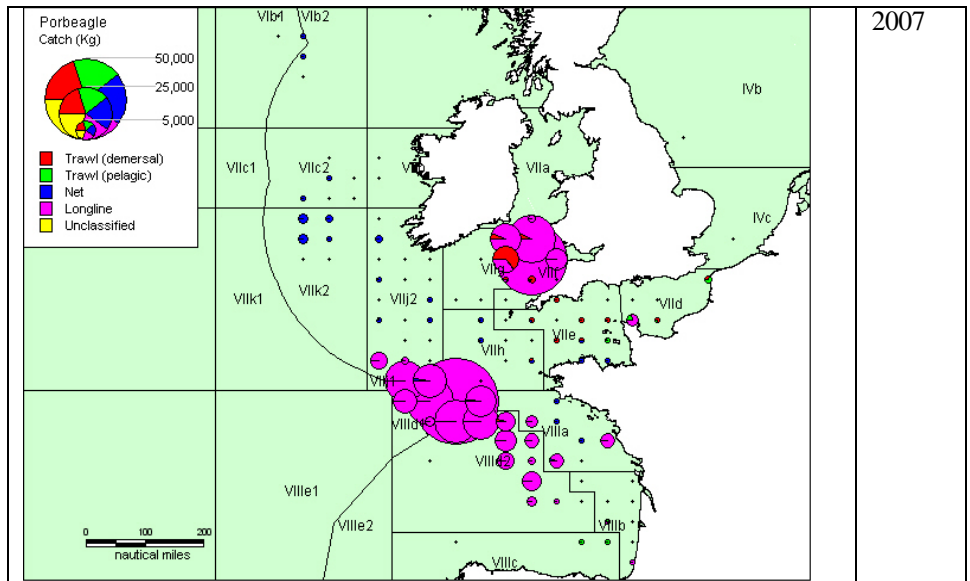 Porbeagle
Catch (Kg)
50,000
25,000
5,000
Trawl (demersal)
Trawl (pelagic)
Net
Longline
Unclassified
2007
VIb1
VIb2
IVb
VIIc1
VIIc2
VIIa
IVc
VIIg
VIIf
VIIk1
VIIk2
VIIj2
VIId
VIIe
VIIh
VIIId1
VIIIa
VIIId2
VIIIe1
VIIIe2
VIIIb
VIIIc
0 100 200
nautical miles